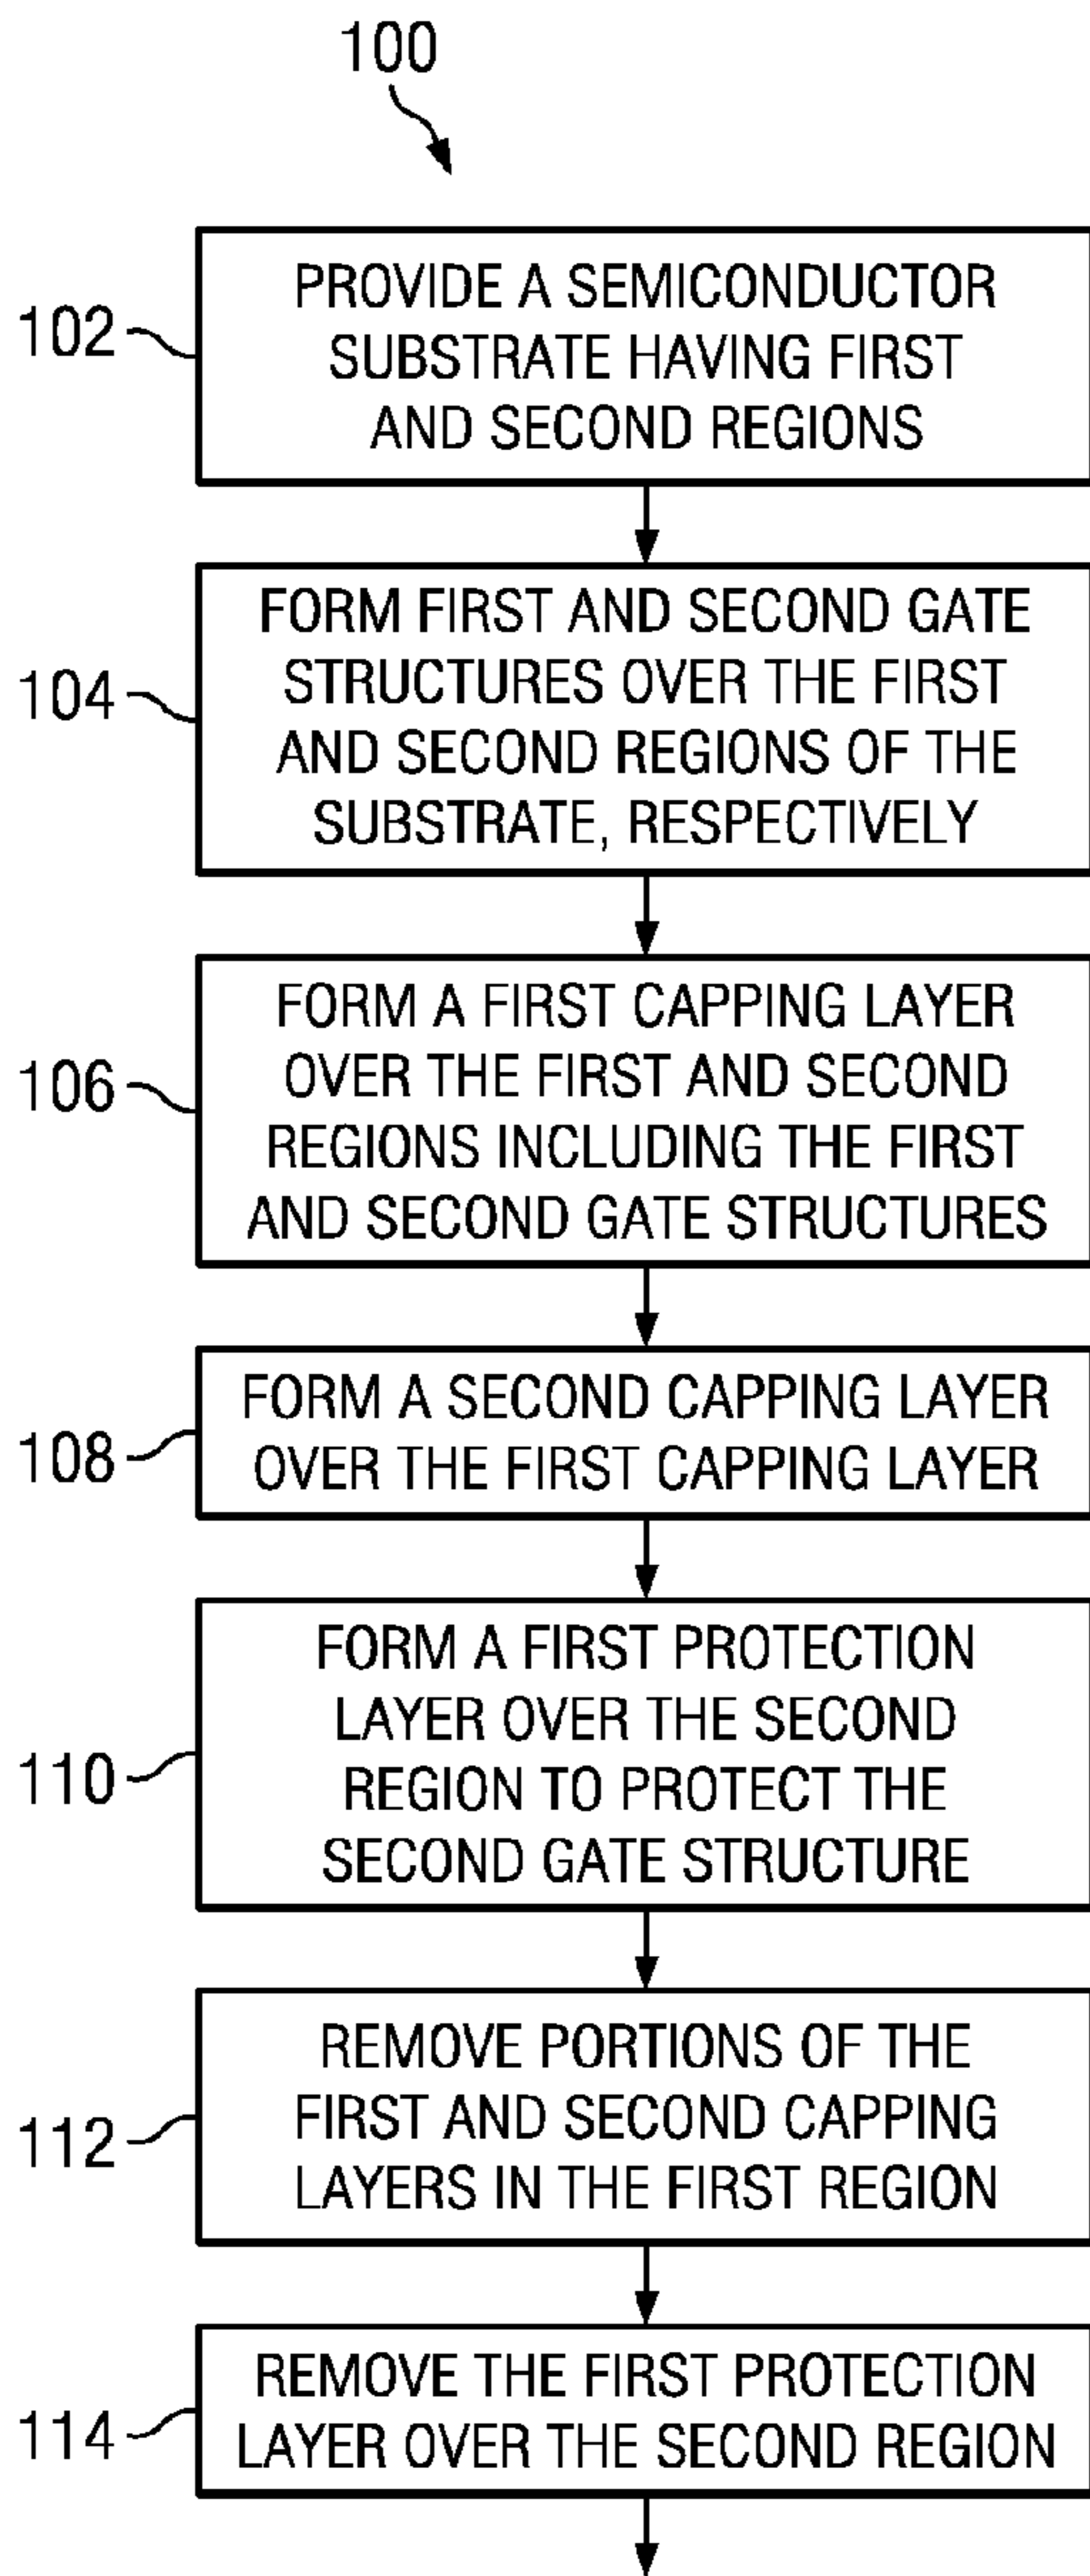 100
102
PROVIDE A SEMICONDUCTOR
SUBSTRATE HAVING FIRST
AND SECOND REGIONS
104
FORM FIRST AND SECOND GATE
STRUCTURES OVER THE FIRST
AND SECOND REGIONS OF THE
SUBSTRATE, RESPECTIVELY
106
FORM A FIRST CAPPING LAYER
OVER THE FIRST AND SECOND
REGIONS INCLUDING THE FIRST
AND SECOND GATE STRUCTURES
108
FORM A SECOND CAPPING LAYER
OVER THE FIRST CAPPING LAYER
110
FORM A FIRST PROTECTION
LAYER OVER THE SECOND
REGION TO PROTECT THE
SECOND GATE STRUCTURE
112
REMOVE PORTIONS OF THE
FIRST AND SECOND CAPPING
LAYERS IN THE FIRST REGION
114
REMOVE THE FIRST PROTECTION
LAYER OVER THE SECOND REGION